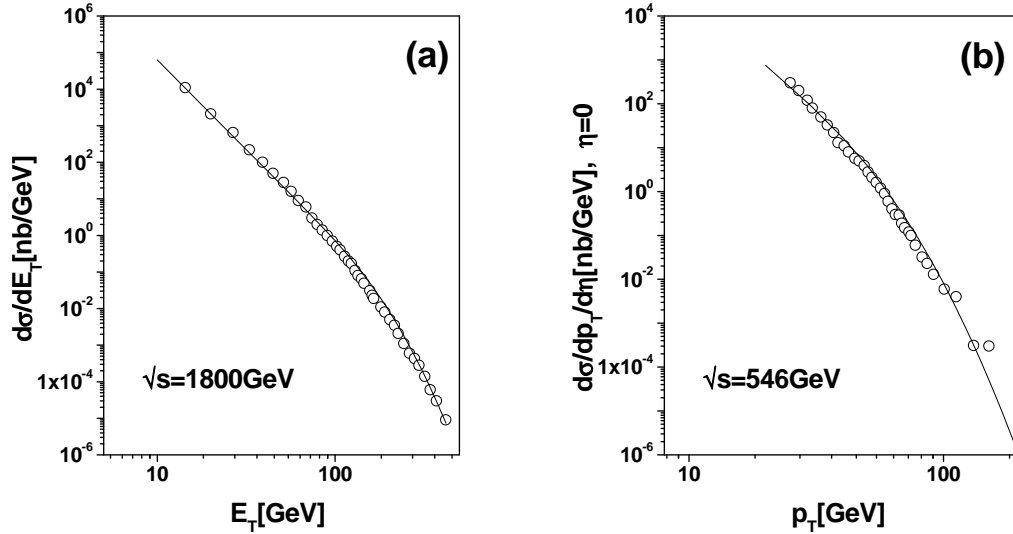 (a)
dσ/dE_T[nb/GeV]
10^6
10^4
10^2
10^0
10^-2
1x10^-4
10^-6
√s=1800GeV
10
100
E_T[GeV]
(b)
dσ/dp_T/dη[nb/GeV], η=0
10^4
10^2
10^0
10^-2
1x10^-4
10^-6
√s=546GeV
10
100
p_T[GeV]